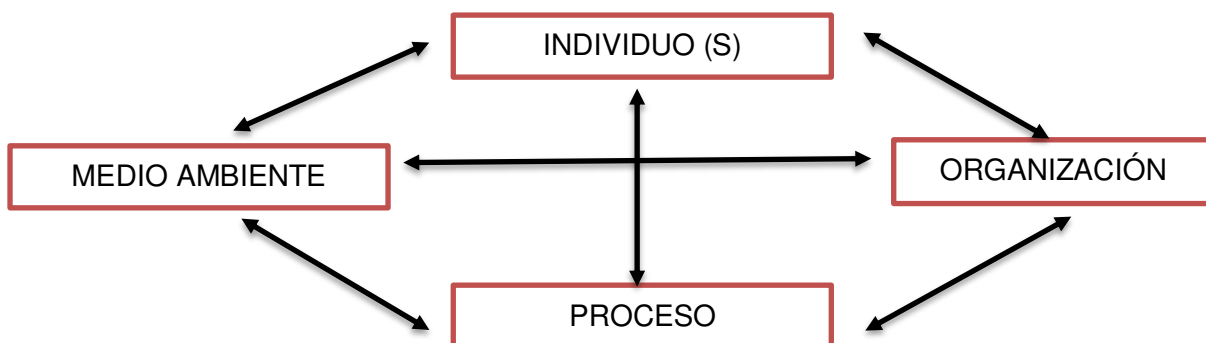 INDIVIDUO (S)
MEDIO AMBIENTE
ORGANIZACIÓN
PROCESO